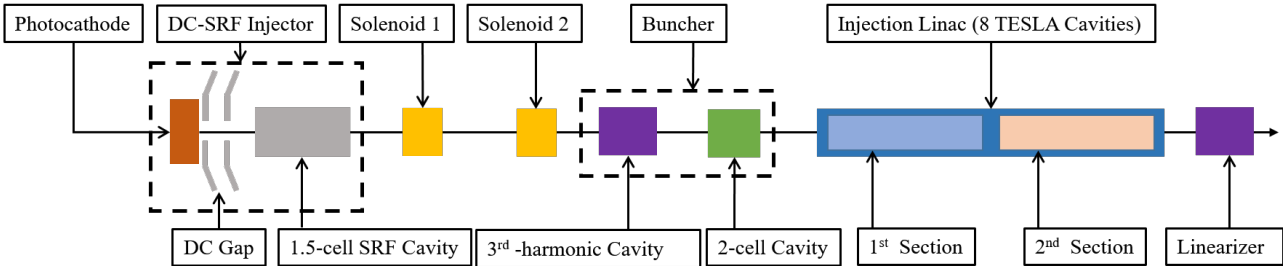 Photocathode
DC-SRF Injector
Solenoid 1
Solenoid 2
Buncher
Injection Linac (8 TESLA Cavities)
DC Gap
1.5-cell SRF Cavity
3rd -harmonic Cavity
2-cell Cavity
1st Section
2nd Section
Linearizer